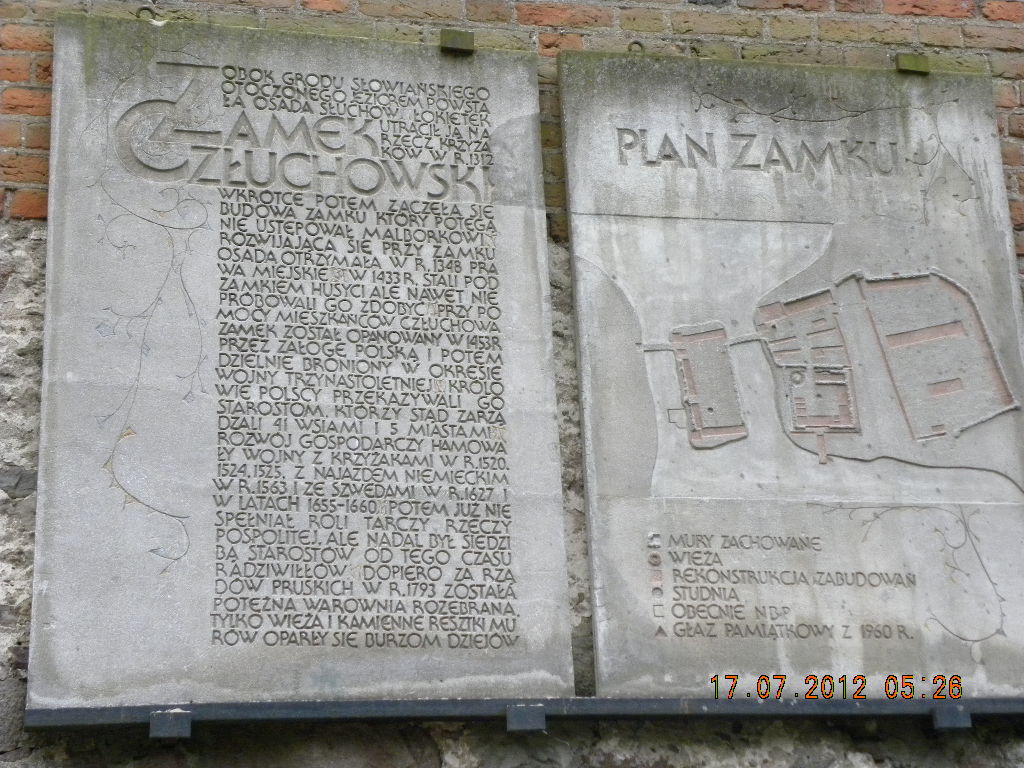 OBOK GRODU SŁOWIAŃSKIEGO
OTOCZONEGO JEZIOREM POWSTA
ŁA OSADA SŁUCHÓW. ŁOKIETEK
UTRACIŁ JĄ NA
RZECZ KRZYŻA
KÓW W R.1312
ZAMEK
CZŁUCHOWSKI
WKRÓTCE POTEM ZACZĘŁA SIĘ
BUDOWA ZAMKU KTÓRY POTĘGĄ
NIE USTĘPOWAŁ MALBORKOWI
ROZWIJAJĄCA SIĘ PRZY ZAMKU
OSADA OTRZYMAŁA W R. 1348 PRA
WA MIEJSKIE W 1433 R. STALI POD
ZAMKIEM HUSYCI ALE NAWET NIE
PRÓBOWALI GO ZDOBYĆ PRZY PO
MOCY MIESZKAŃCÓW CZŁUCHOWA
ZAMEK ZOSTAŁ OPANOWANY W 1453R
PRZEZ ZAŁOGĘ POLSKĄ I POTEM
DZIELNIE BRONIONY W OKRESIE
WOJNY TRZYNASTOLETNIEJ KRÓLO
WIE POLSCY PRZEKAZYWALI GO
STAROSTOM, KTÓRZY STĄD ZARZĄ
DZALI 41 WSIAMI I 5 MIASTAMI
ROZWÓJ GOSPODARCZY HAMOWA
ŁY WOJNY Z KRZYŻAKAMI W R.1520.
1524.1525. Z NAJAZDEM NIEMIECKIM
W R.1563 I ZE SZWEDAMI W R.1627 I
W LATACH 1655-1660 POTEM JUŻ NIE
SPEŁNIAŁ ROLI TARCZY RZECZY
POSPOLITEJ, ALE NADAL BYŁ SIEDZI
BĄ STAROSTÓW OD TEGO CZASU
RADZIWIŁŁÓW DOPIERO ZA RZĄ
DÓW PRUSKICH W R.1793 ZOSTAŁA
POTĘŻNA WAROWNIA ROZEBRANA.
TYLKO WIEŻA I KAMIENNE RESZTKI MU
RÓW OPARŁY SIĘ BURZOM DZIEJÓW
PLAN ZAMKU
MURY ZACHOWANE
WIEŻA
REKONSTRUKCJA ZABUDOWAŃ
STUDNIA
OBECNIE NBP
GŁAZ PAMIĄTKOWY Z 1960 R.
17.07.2012 05:26